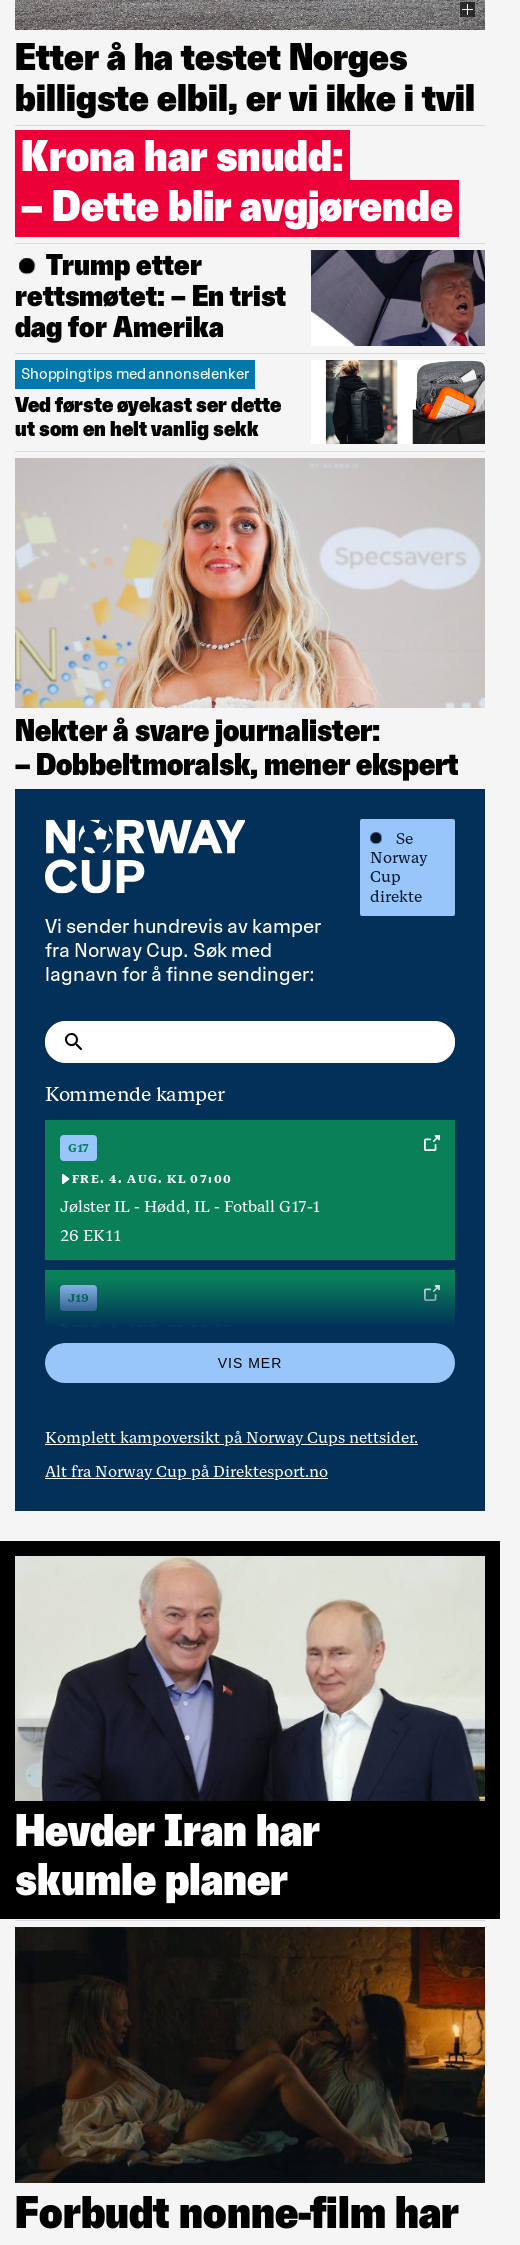 Etter å ha testet Norges
billigste elbil, er vi ikke i tvil
Krona har snudd:
– Dette blir avgjørende
Trump etter
rettsmøtet: – En trist
dag for Amerika
Shoppingtips med annonselenker
Ved første øyekast ser dette
ut som en helt vanlig sekk
Specsavers
Nekter å svare journalister:
– Dobbeltmoralsk, mener ekspert
NORWAY
CUP
Se
Norway
Cup
direkte
Vi sender hundrevis av kamper
fra Norway Cup. Søk med
lagnavn for å finne sendinger:
Kommende kamper
G17
FRE. 4. AUG. KL 07:00
Jølster IL - Hødd, IL - Fotball G17-1
26 EK11
J19
VIS MER
Komplett kampoversikt på Norway Cups nettsider.
Alt fra Norway Cup på Direktesport.no
Hevder Iran har
skumle planer
Forbudt nonne-film har